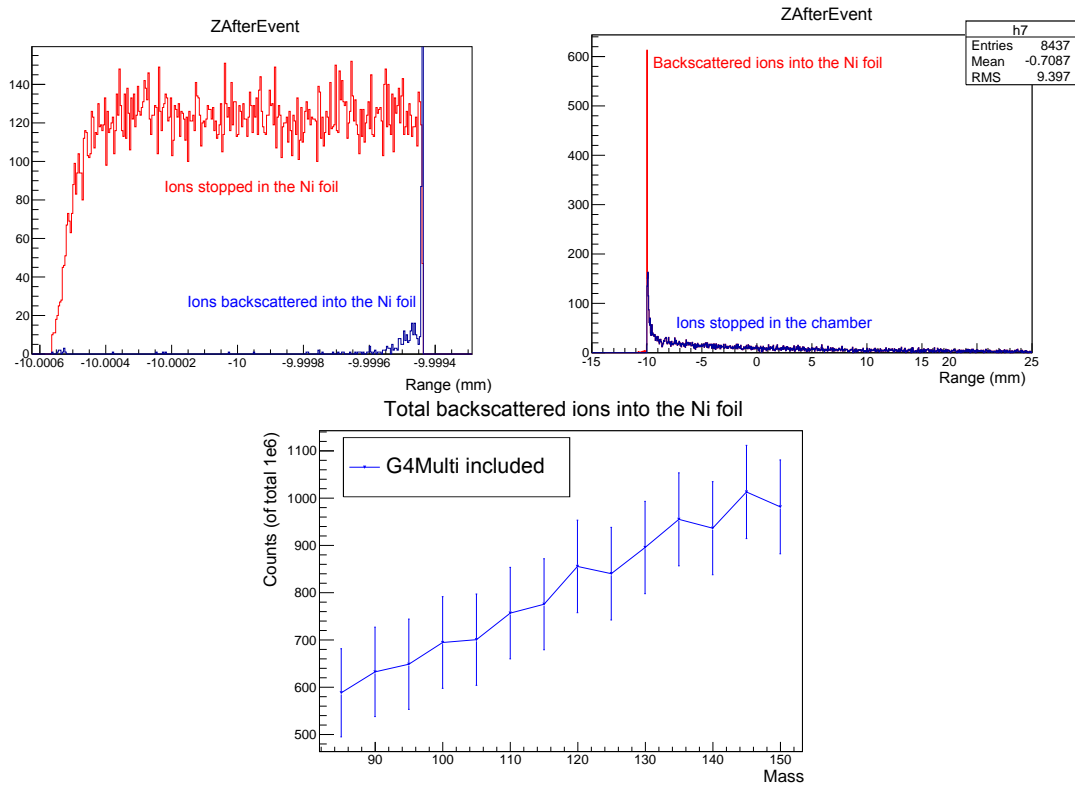 ZAfterEvent
140
120
100
80
60
40
20
0
Ions stopped in the Ni foil
Ions backscattered into the Ni foil
-10.0006 -10.0004 -10.0002 -10 -9.9998 -9.9996 -9.9994
Range (mm)
ZAfterEvent
h7
Entries 8437
Mean -0.7087
RMS 9.397
600
500
400
300
200
100
0
Backscattered ions into the Ni foil
Ions stopped in the chamber
-15 -10 -5 0 5 10 15 20 25
Range (mm)
Total backscattered ions into the Ni foil
Counts (of total 1e6)
1100
1000
900
800
700
600
500
G4Multi included
90 100 110 120 130 140 150
Mass